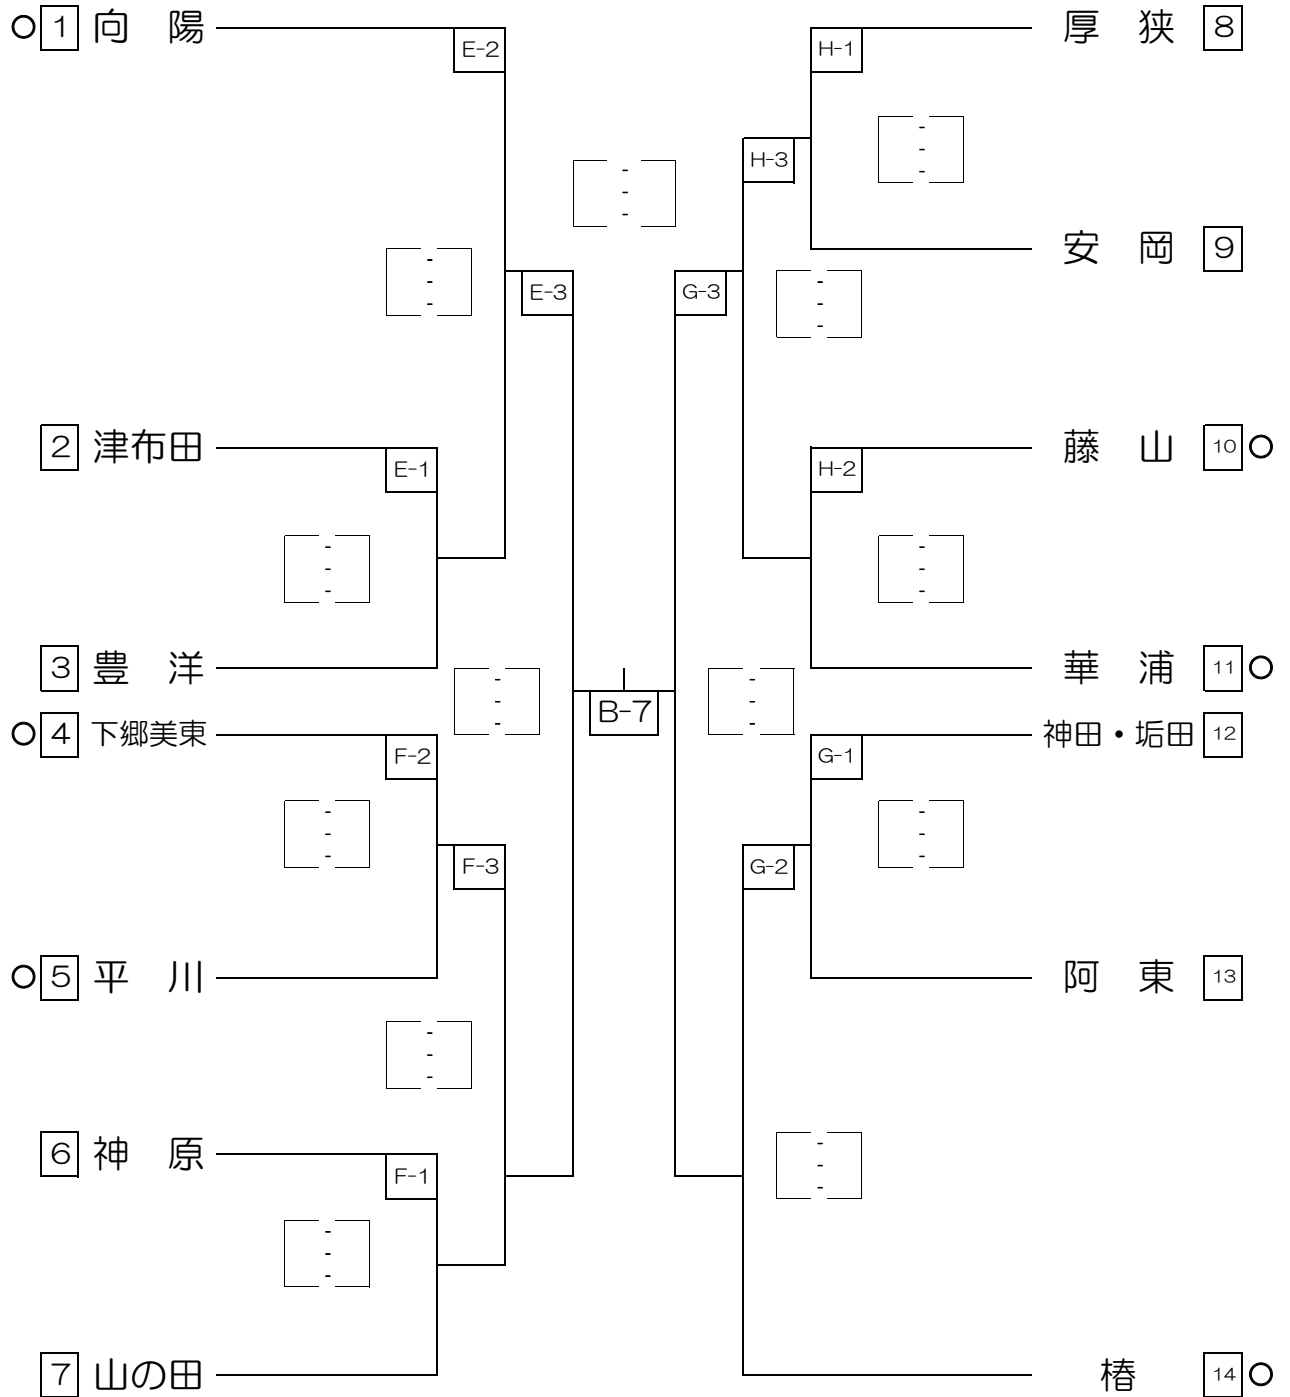 ○ 1 向　陽
E-2
H-1
厚　狭 8
-
-
-
H-3
-
-
-
安　岡 9
-
-
-
E-3
G-3
-
-
-
2 津布田
E-1
H-2
藤　山 10 ○
-
-
-
-
-
-
3 豊　洋
華　浦 11 ○
-
-
-
B-7
-
-
-
○ 4 下郷美東
F-2
G-1
神田・垢田 12
-
-
-
F-3
G-2
-
-
-
○ 5 平　川
阿　東 13
-
-
-
6 神　原
F-1
-
-
-
-
-
-
7 山の田
椿 14 ○